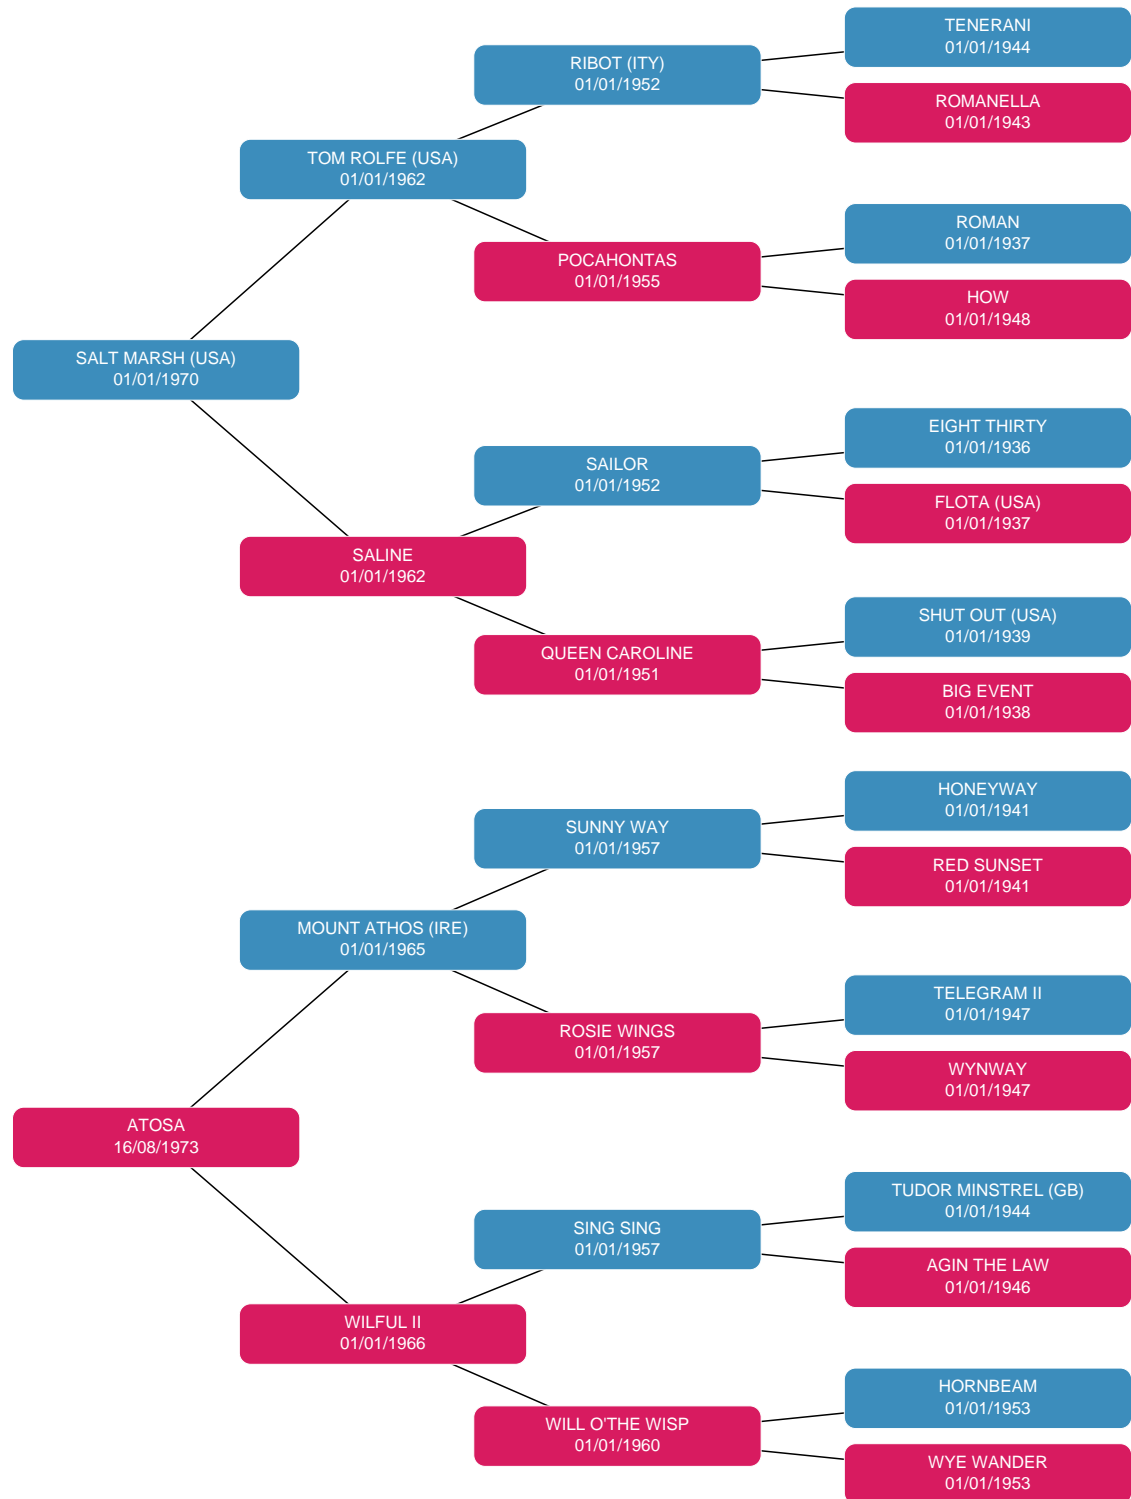 TENERANI
01/01/1944
RIBOT (ITY)
01/01/1952
ROMANELLA
01/01/1943
TOM ROLFE (USA)
01/01/1962
ROMAN
01/01/1937
POCAHONTAS
01/01/1955
HOW
01/01/1948
SALT MARSH (USA)
01/01/1970
EIGHT THIRTY
01/01/1936
SAILOR
01/01/1952
FLOTA (USA)
01/01/1937
SALINE
01/01/1962
SHUT OUT (USA)
01/01/1939
QUEEN CAROLINE
01/01/1951
BIG EVENT
01/01/1938
HONEYWAY
01/01/1941
SUNNY WAY
01/01/1957
RED SUNSET
01/01/1941
MOUNT ATHOS (IRE)
01/01/1965
TELEGRAM II
01/01/1947
ROSIE WINGS
01/01/1957
WYNWAY
01/01/1947
ATOSA
16/08/1973
TUDOR MINSTREL (GB)
01/01/1944
SING SING
01/01/1957
AGIN THE LAW
01/01/1946
WILFUL II
01/01/1966
HORNBEAM
01/01/1953
WILL O'THE WISP
01/01/1960
WYE WANDER
01/01/1953